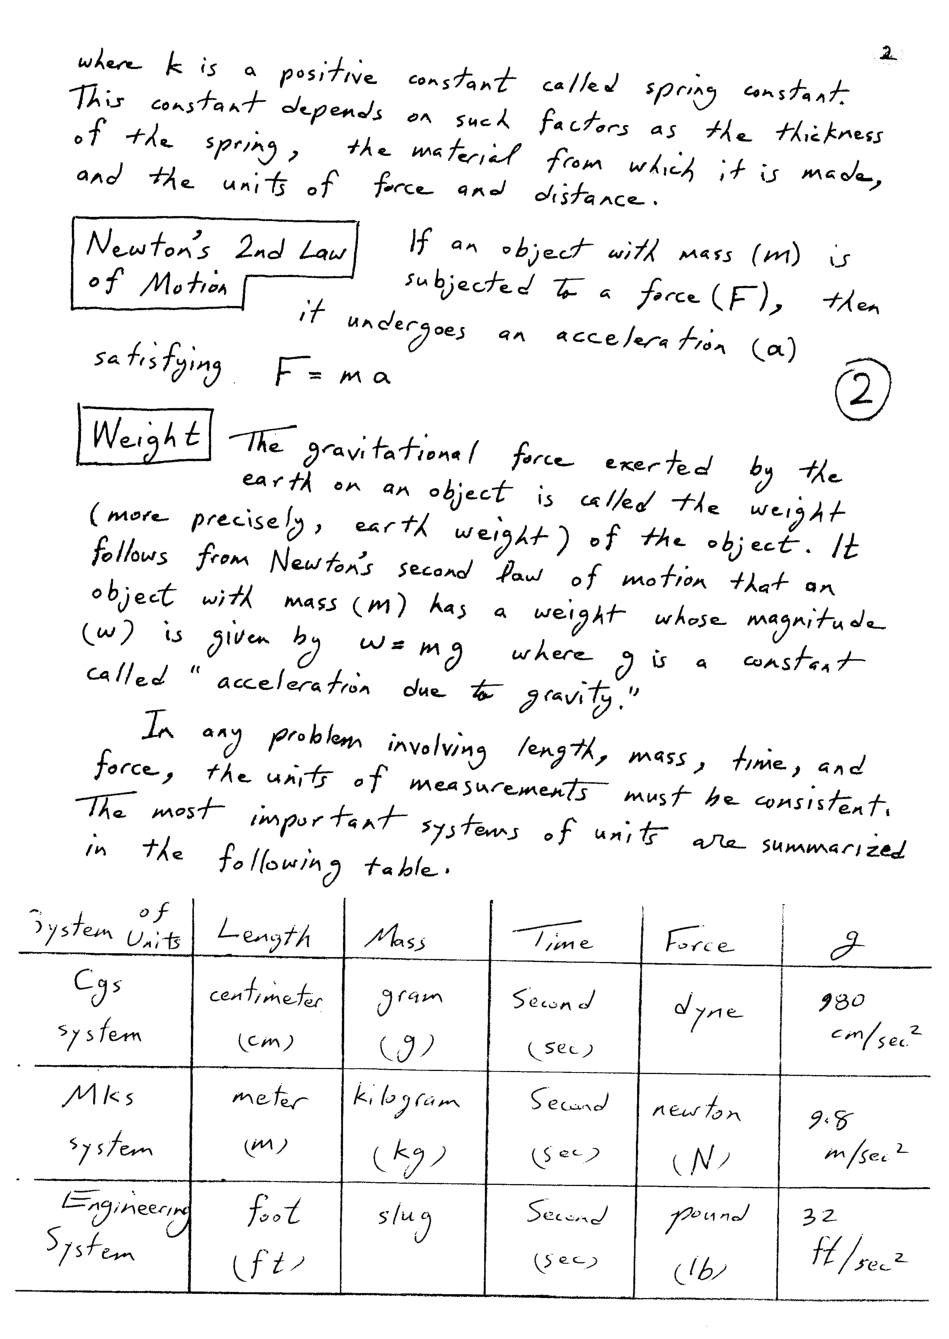 2
where k is a positive constant called spring constant.
This constant depends on such factors as the thickness
of the spring, the material from which it is made,
and the units of force and distance.
Newton's 2nd Law
of Motion
If an object with mass (m) is
subjected to a force (F), then
it undergoes an acceleration (a)
satisfying F = ma
2
Weight
The gravitational force exerted by the
earth on an object is called the weight
(more precisely, earth weight) of the object. It
follows from Newton's second law of motion that an
object with mass (m) has a weight whose magnitude
(w) is given by w = mg where g is a constant
called "acceleration due to gravity."
In any problem involving length, mass, time, and
force, the units of measurements must be consistent.
The most important systems of units are summarized
in the following table.
System of Units Length Mass Time Force g
Cgs centimeter gram Second dyne 980
system (cm) (g) (sec) cm/sec²
Mks meter kilogram Second newton 9.8
system (m) (kg) (sec) (N) m/sec²
Engineering foot slug Second pound 32
System (ft) (sec) (lb) ft/sec²